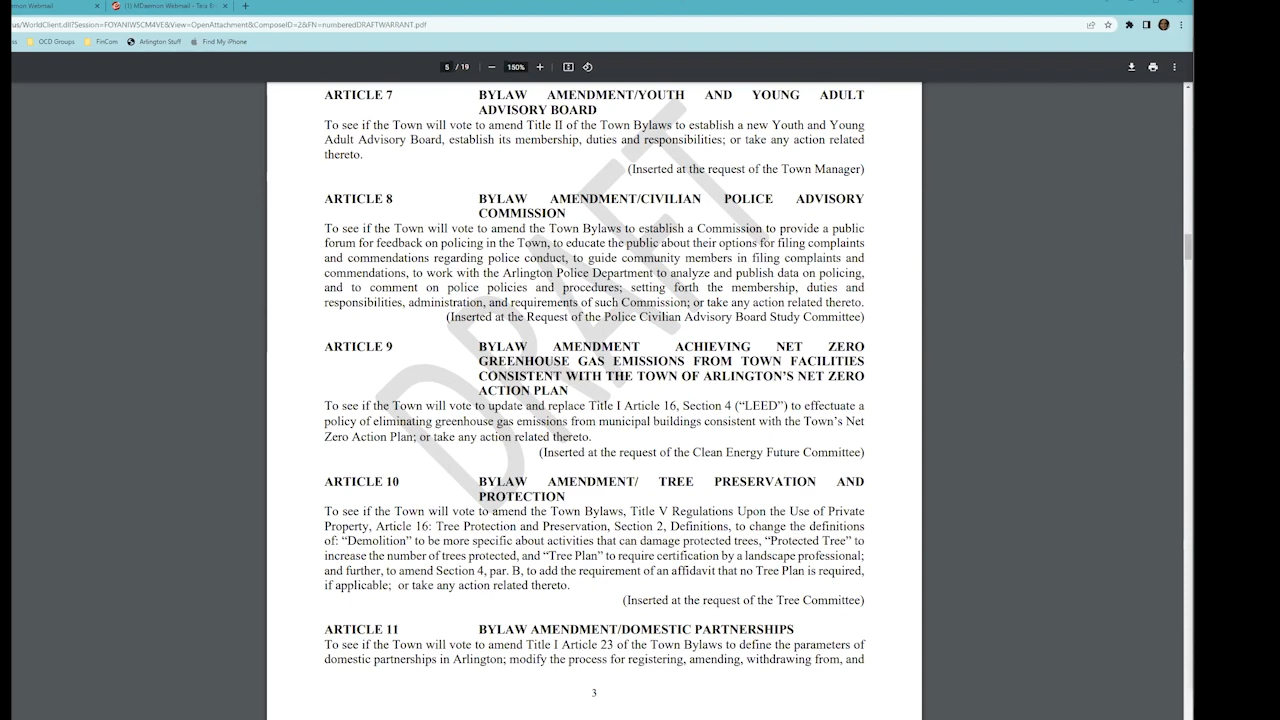 emon Webmail
(1) MDaemon Webmail - Tara Br
us/WorldClient.dll?Session=FOYANIW5CM4VE&View=OpenAttachment&ComposeID=2&FN=numberedDRAFTWARRANT.pdf
ss OCD Groups FinCom Arlington Stuff Find My iPhone
5 / 19 150%
ARTICLE 7 BYLAW AMENDMENT/YOUTH AND YOUNG ADULT
ADVISORY BOARD
To see if the Town will vote to amend Title II of the Town Bylaws to establish a new Youth and Young
Adult Advisory Board, establish its membership, duties and responsibilities; or take any action related
thereto.
(Inserted at the request of the Town Manager)
ARTICLE 8 BYLAW AMENDMENT/CIVILIAN POLICE ADVISORY
COMMISSION
To see if the Town will vote to amend the Town Bylaws to establish a Commission to provide a public
forum for feedback on policing in the Town, to educate the public about their options for filing complaints
and commendations regarding police conduct, to guide community members in filing complaints and
commendations, to work with the Arlington Police Department to analyze and publish data on policing,
and to comment on police policies and procedures; setting forth the membership, duties and
responsibilities, administration, and requirements of such Commission; or take any action related thereto.
(Inserted at the Request of the Police Civilian Advisory Board Study Committee)
ARTICLE 9 BYLAW AMENDMENT ACHIEVING NET ZERO
GREENHOUSE GAS EMISSIONS FROM TOWN FACILITIES
CONSISTENT WITH THE TOWN OF ARLINGTON'S NET ZERO
ACTION PLAN
To see if the Town will vote to update and replace Title I Article 16, Section 4 (“LEED”) to effectuate a
policy of eliminating greenhouse gas emissions from municipal buildings consistent with the Town’s Net
Zero Action Plan; or take any action related thereto.
(Inserted at the request of the Clean Energy Future Committee)
ARTICLE 10 BYLAW AMENDMENT/ TREE PRESERVATION AND
PROTECTION
To see if the Town will vote to amend the Town Bylaws, Title V Regulations Upon the Use of Private
Property, Article 16: Tree Protection and Preservation, Section 2, Definitions, to change the definitions
of: “Demolition” to be more specific about activities that can damage protected trees, “Protected Tree” to
increase the number of trees protected, and “Tree Plan” to require certification by a landscape professional;
and further, to amend Section 4, par. B, to add the requirement of an affidavit that no Tree Plan is required,
if applicable; or take any action related thereto.
(Inserted at the request of the Tree Committee)
ARTICLE 11 BYLAW AMENDMENT/DOMESTIC PARTNERSHIPS
To see if the Town will vote to amend Title I Article 23 of the Town Bylaws to define the parameters of
domestic partnerships in Arlington; modify the process for registering, amending, withdrawing from, and
3
DRAFT